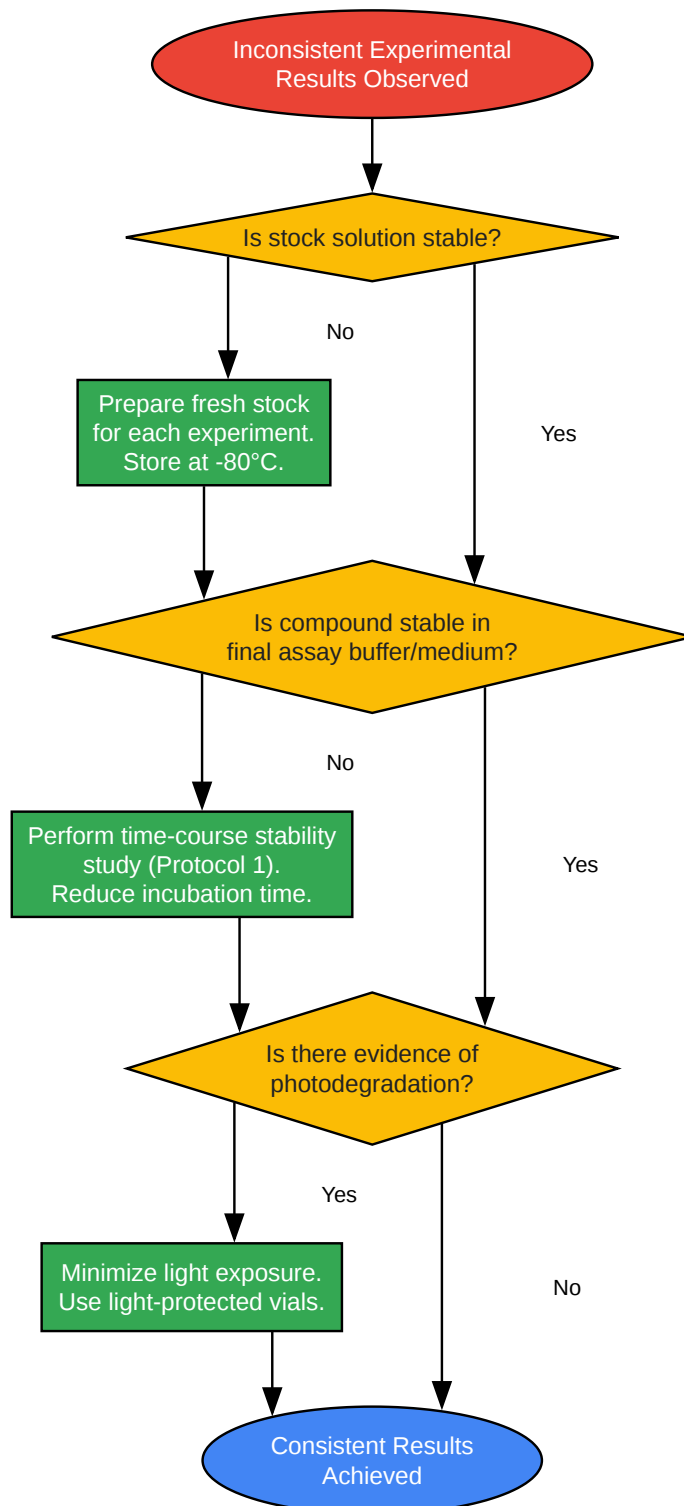 Inconsistent Experimental
Results Observed
Is stock solution stable?
No
Prepare fresh stock
for each experiment.
Store at -80°C.
Yes
Is compound stable in
final assay buffer/medium?
No
Perform time-course stability
study (Protocol 1).
Reduce incubation time.
Yes
Is there evidence of
photodegradation?
Yes
Minimize light exposure.
Use light-protected vials.
No
Consistent Results
Achieved